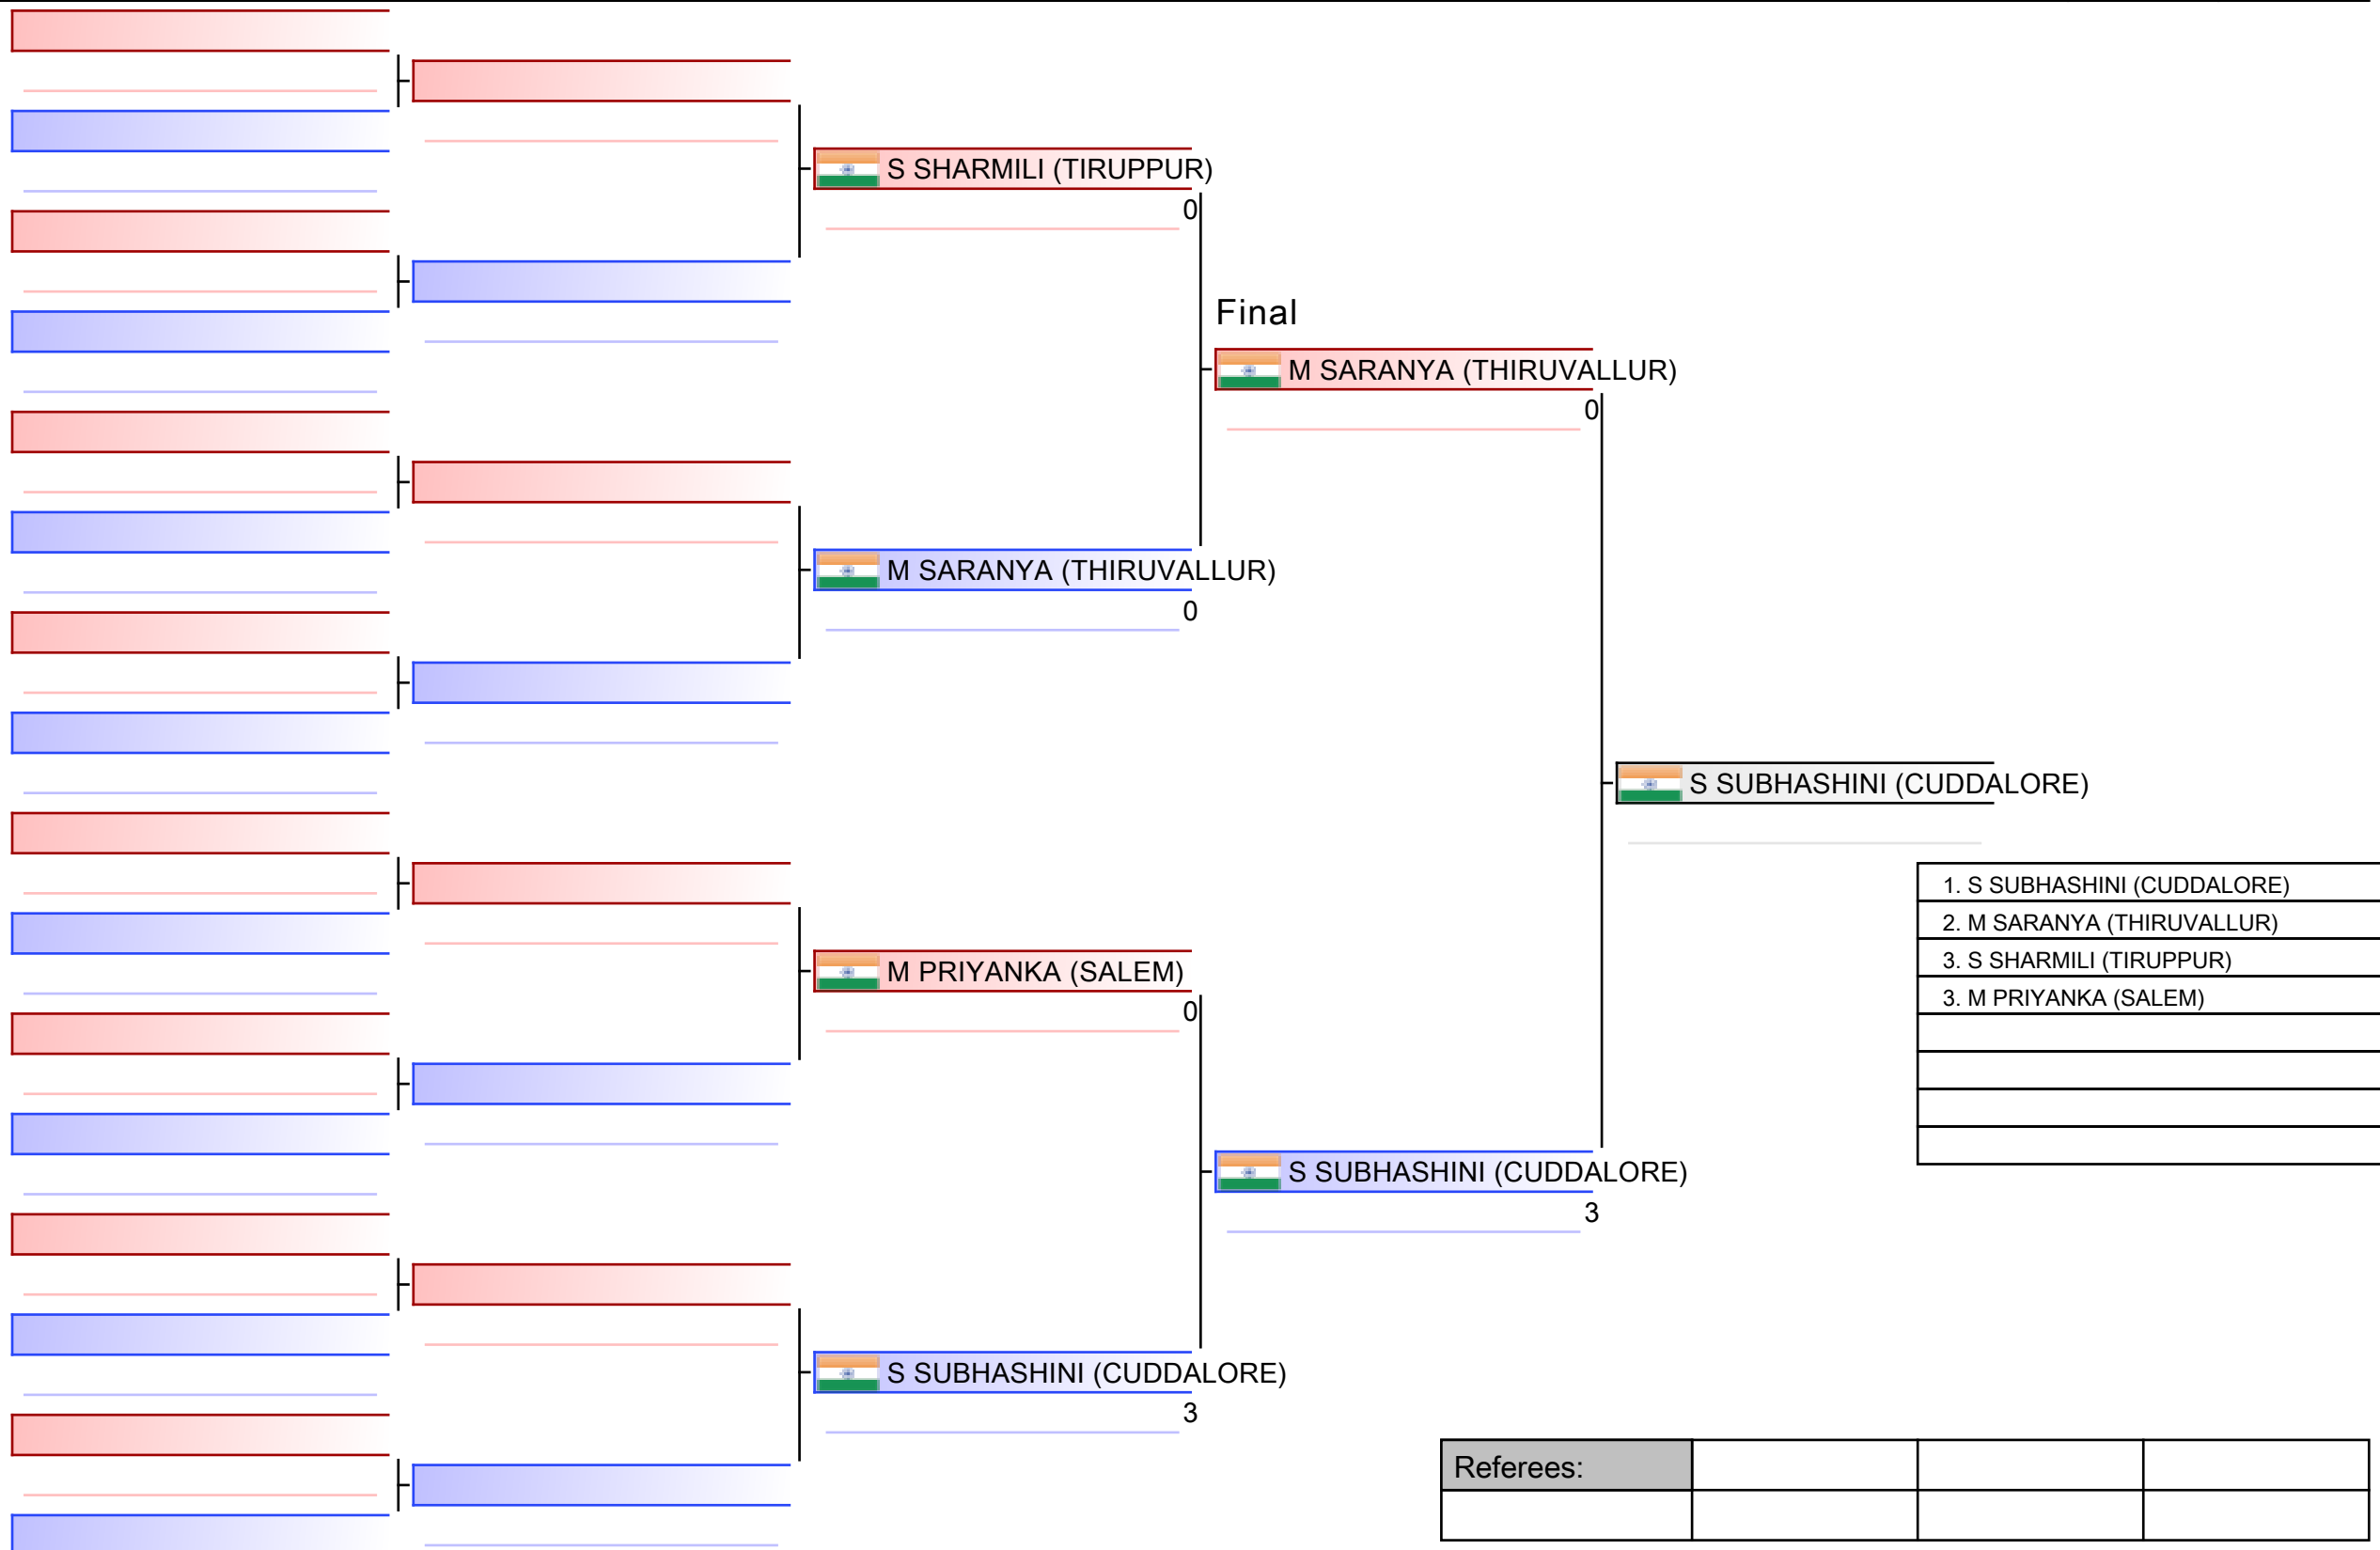 S SHARMILI (TIRUPPUR)
0
Final
M SARANYA (THIRUVALLUR)
0
M SARANYA (THIRUVALLUR)
0
S SUBHASHINI (CUDDALORE)
1. S SUBHASHINI (CUDDALORE)
2. M SARANYA (THIRUVALLUR)
3. S SHARMILI (TIRUPPUR)
3. M PRIYANKA (SALEM)
M PRIYANKA (SALEM)
0
S SUBHASHINI (CUDDALORE)
3
S SUBHASHINI (CUDDALORE)
3
Referees: